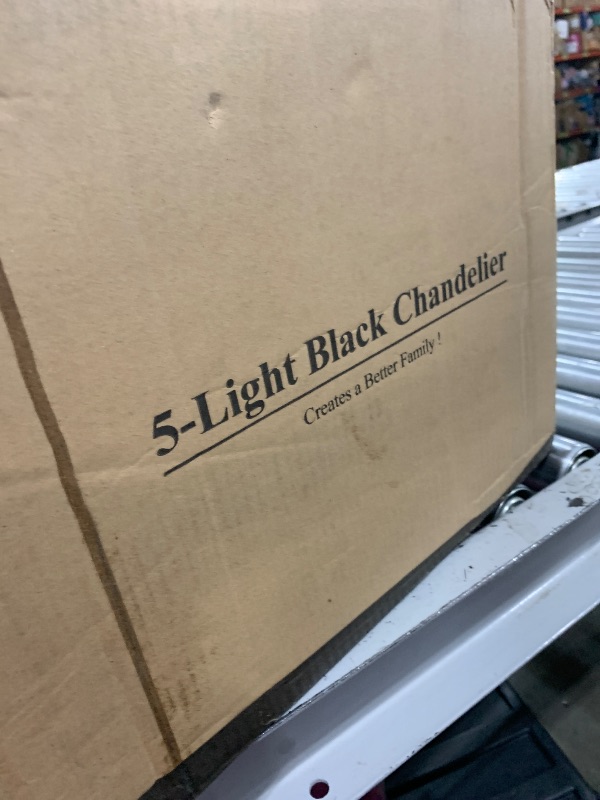 5-Light Black Chandelier
Creates a Better Family !